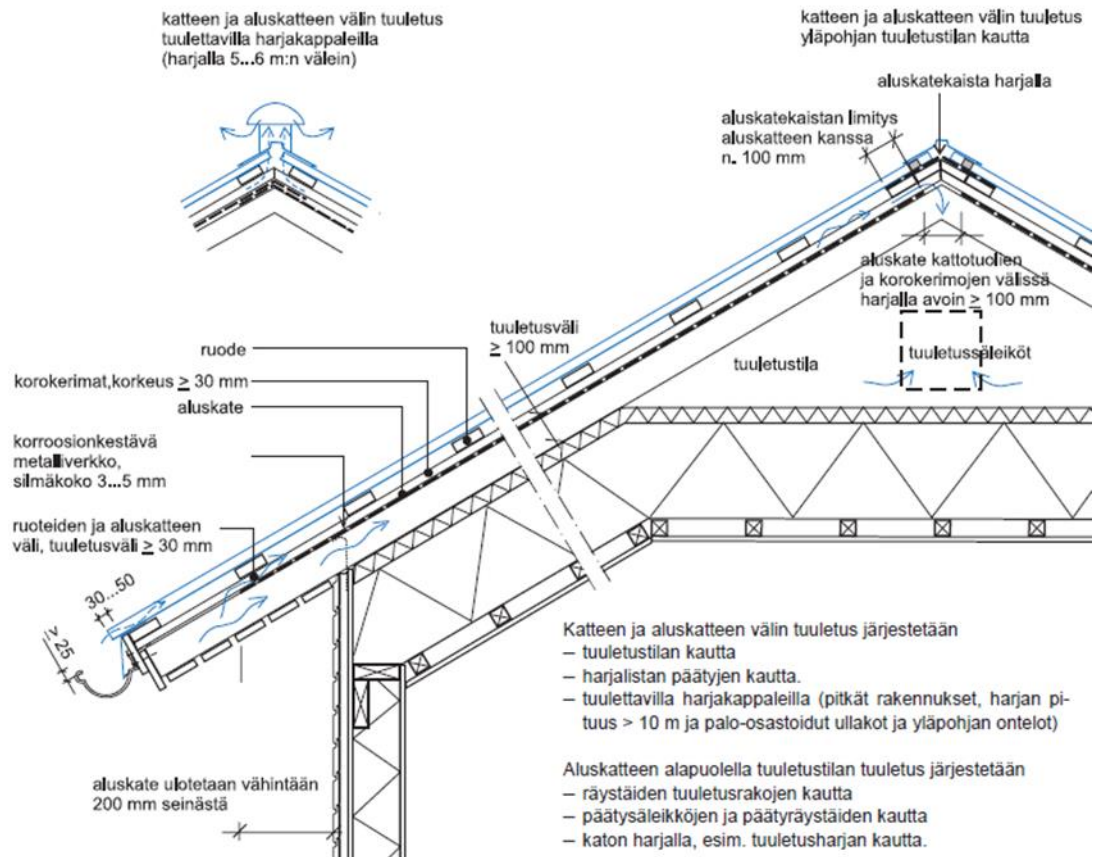 katteen ja aluskatteen välin tuuletus
tuulettavilla harjakappaleilla
(harjalla 5...6 m:n välein)
katteen ja aluskatteen välin tuuletus
yläpohjan tuuletustilan kautta
aluskatekaista harjalla
aluskatekaistan limitys
aluskatteen kanssa
n. 100 mm
aluskate kattotuolien
ja korokerimojen välissä
harjalla avoin ≥ 100 mm
tuuletusväli
≥ 100 mm
tuuletustila
tuuletussäleiköt
ruode
korokerimat,korkeus ≥ 30 mm
aluskate
korroosionkestävä
metalliverkko,
silmäkoko 3...5 mm
ruoteiden ja aluskatteen
väli, tuuletusväli ≥ 30 mm
30...50
≥ 25
aluskate ulotetaan vähintään
200 mm seinästä
Katteen ja aluskatteen välin tuuletus järjestetään
– tuuletustilan kautta
– harjalistan päätyjen kautta.
– tuulettavilla harjakappaleilla (pitkät rakennukset, harjan pi-
tuus > 10 m ja palo-osastoidut ullakot ja yläpohjan ontelot)
Aluskatteen alapuolella tuuletustilan tuuletus järjestetään
– räystäiden tuuletusrakojen kautta
– päätysäleikköjen ja päätyräystäiden kautta
– katon harjalla, esim. tuuletusharjan kautta.